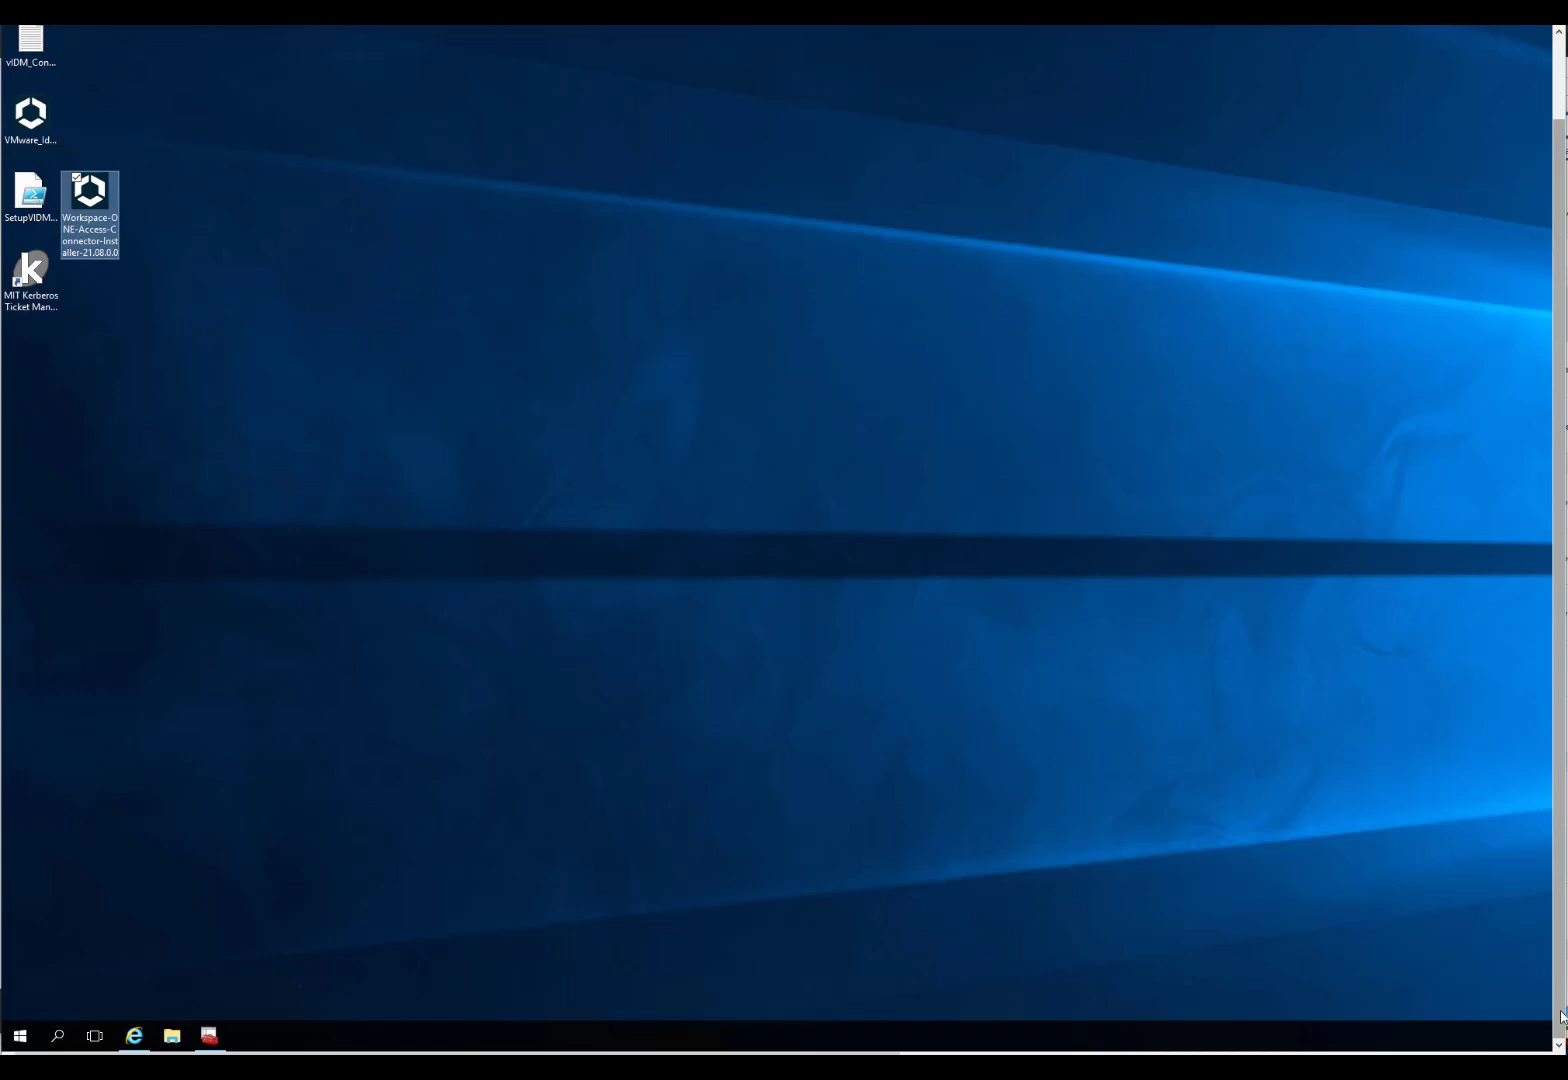 vIDM_Con...
VMware_Id...
SetupVIDM...
Workspace-O
NE-Access-C
onnector-Inst
aller-21.08.0.0
MIT Kerberos
Ticket Man...